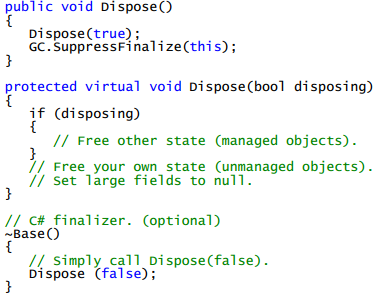 public void Dispose()
{
    Dispose(true);
    GC.SuppressFinalize(this);
}
protected virtual void Dispose(bool disposing)
{
    if (disposing)
    {
        // Free other state (managed objects).
    }
    // Free your own state (unmanaged objects).
    // Set large fields to null.
}
// C# finalizer. (optional)
~Base()
{
    // Simply call Dispose(false).
    Dispose (false);
}